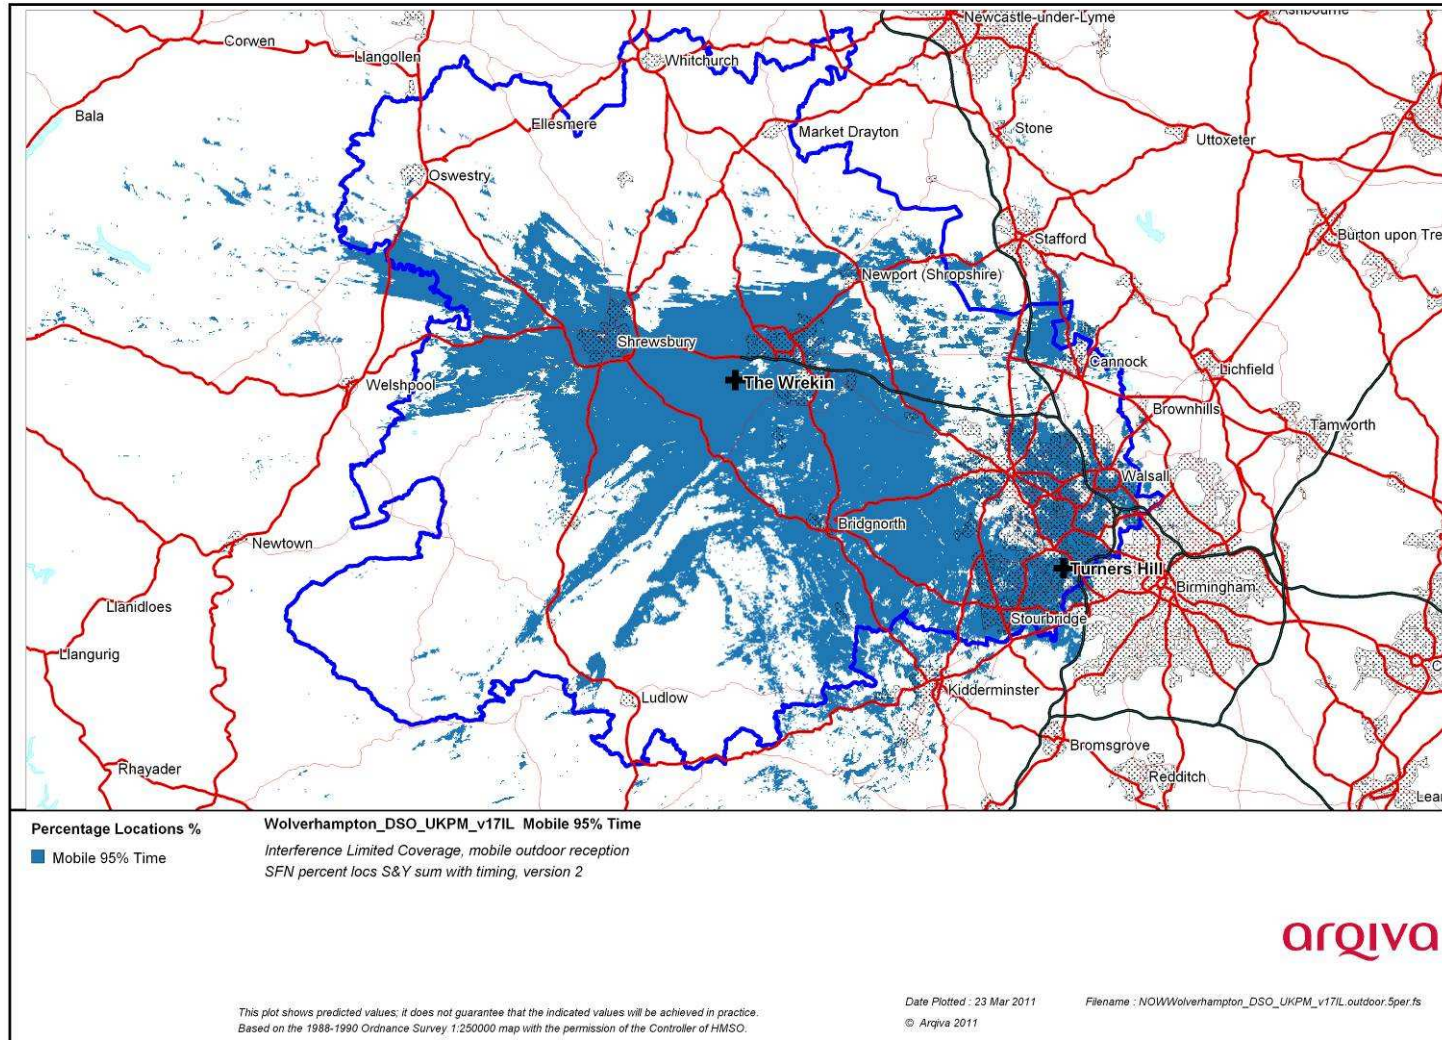 Newcastle-under-Lyme
Ashbourne
Corwen
Llangollen
Whitchurch
Bala
Ellesmere
Market Drayton
Stone
Uttoxeter
Oswestry
Stafford
Burton upon Tre
Newport (Shropshire)
Shrewsbury
Cannock
Lichfield
Welshpool
The Wrekin
Brownhills
Tamworth
Walsall
Bridgnorth
Newtown
Turners Hill
Birmingham
Llanidloes
Stourbridge
Llangurig
C
Kidderminster
Ludlow
Bromsgrove
Rhayader
Redditch
Lear
Percentage Locations %
Mobile 95% Time
Wolverhampton_DSO_UKPM_v17IL Mobile 95% Time
Interference Limited Coverage, mobile outdoor reception
SFN percent locs S&Y sum with timing, version 2
arqiva
This plot shows predicted values; it does not guarantee that the indicated values will be achieved in practice.
Based on the 1988-1990 Ordnance Survey 1:250000 map with the permission of the Controller of HMSO.
Date Plotted : 23 Mar 2011
© Arqiva 2011
Filename : NOWWolverhampton_DSO_UKPM_v17IL.outdoor.5per.fs